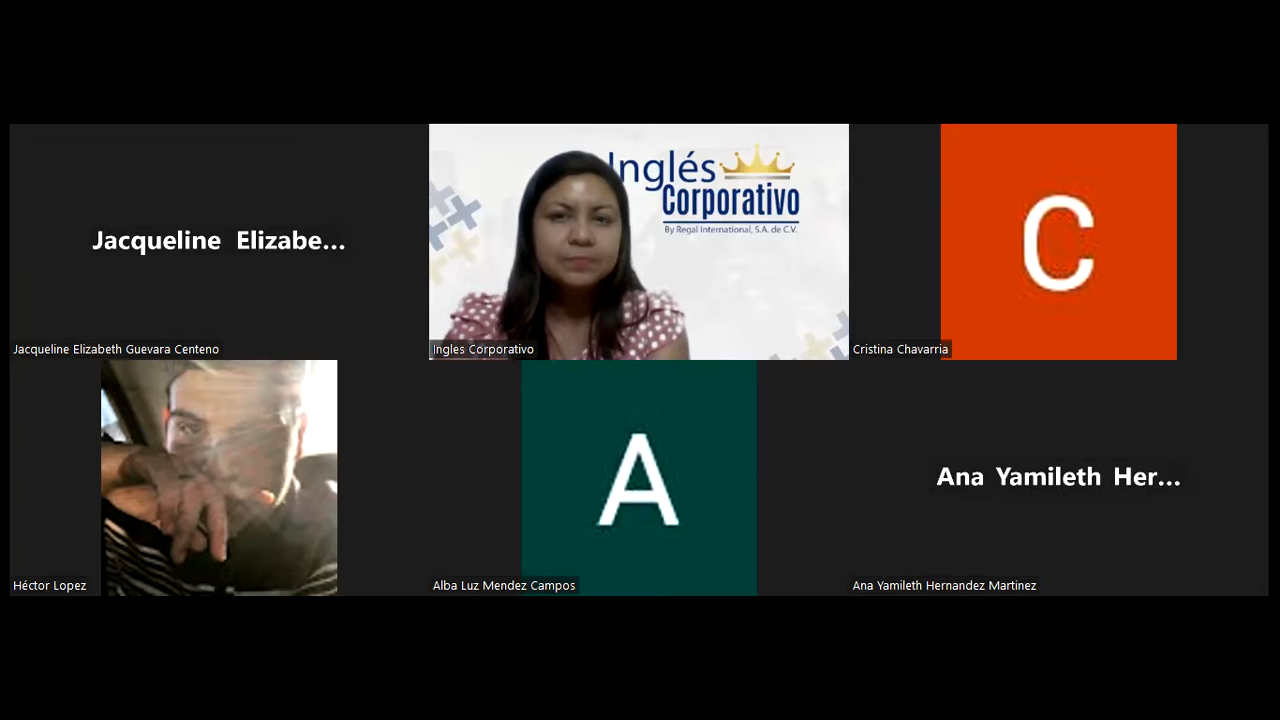 Jacqueline Elizabe...
Jacqueline Elizabeth Guevara Centeno
Inglés
Corporativo
By Regal International, S.A. de C.V.
Ingles Corporativo
C
Cristina Chavarria
Héctor Lopez
A
Alba Luz Mendez Campos
Ana Yamileth Her...
Ana Yamileth Hernandez Martinez